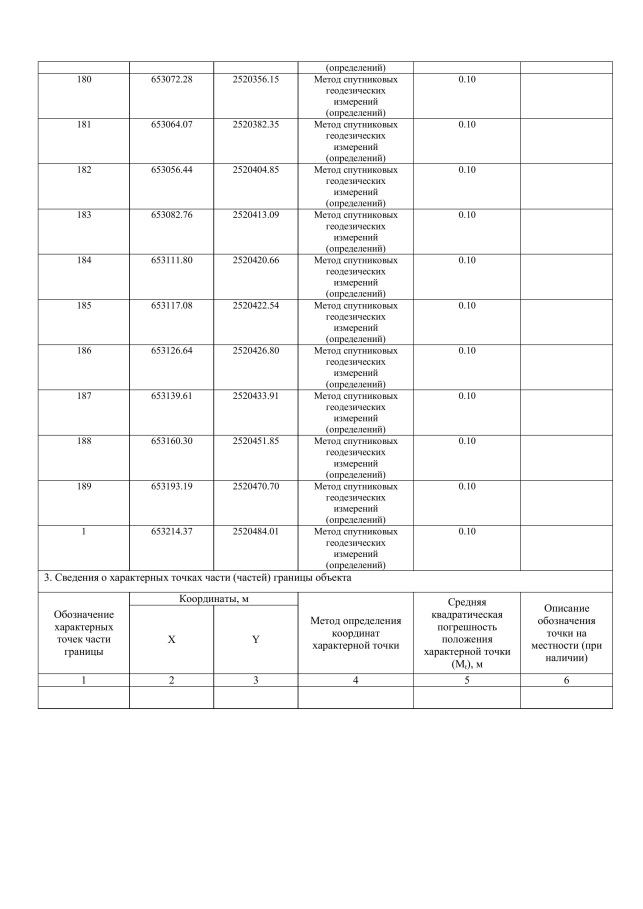 (определений)
180 653072.28 2520356.15 Метод спутниковых 0.10
геодезических
измерений
(определений)
181 653064.07 2520382.35 Метод спутниковых 0.10
геодезических
измерений
(определений)
182 653056.44 2520404.85 Метод спутниковых 0.10
геодезических
измерений
(определений)
183 653082.76 2520413.09 Метод спутниковых 0.10
геодезических
измерений
(определений)
184 653111.80 2520420.66 Метод спутниковых 0.10
геодезических
измерений
(определений)
185 653117.08 2520422.54 Метод спутниковых 0.10
геодезических
измерений
(определений)
186 653126.64 2520426.80 Метод спутниковых 0.10
геодезических
измерений
(определений)
187 653139.61 2520433.91 Метод спутниковых 0.10
геодезических
измерений
(определений)
188 653160.30 2520451.85 Метод спутниковых 0.10
геодезических
измерений
(определений)
189 653193.19 2520470.70 Метод спутниковых 0.10
геодезических
измерений
(определений)
1 653214.37 2520484.01 Метод спутниковых 0.10
геодезических
измерений
(определений)
3. Сведения о характерных точках части (частей) границы объекта
Обозначение
характерных
точек части
границы
Координаты, м
X
Y
Метод определения
координат
характерной точки
Средняя
квадратическая
погрешность
положения
характерной точки
(Mt), м
Описание
обозначения
точки на
местности (при
наличии)
1 2 3 4 5 6